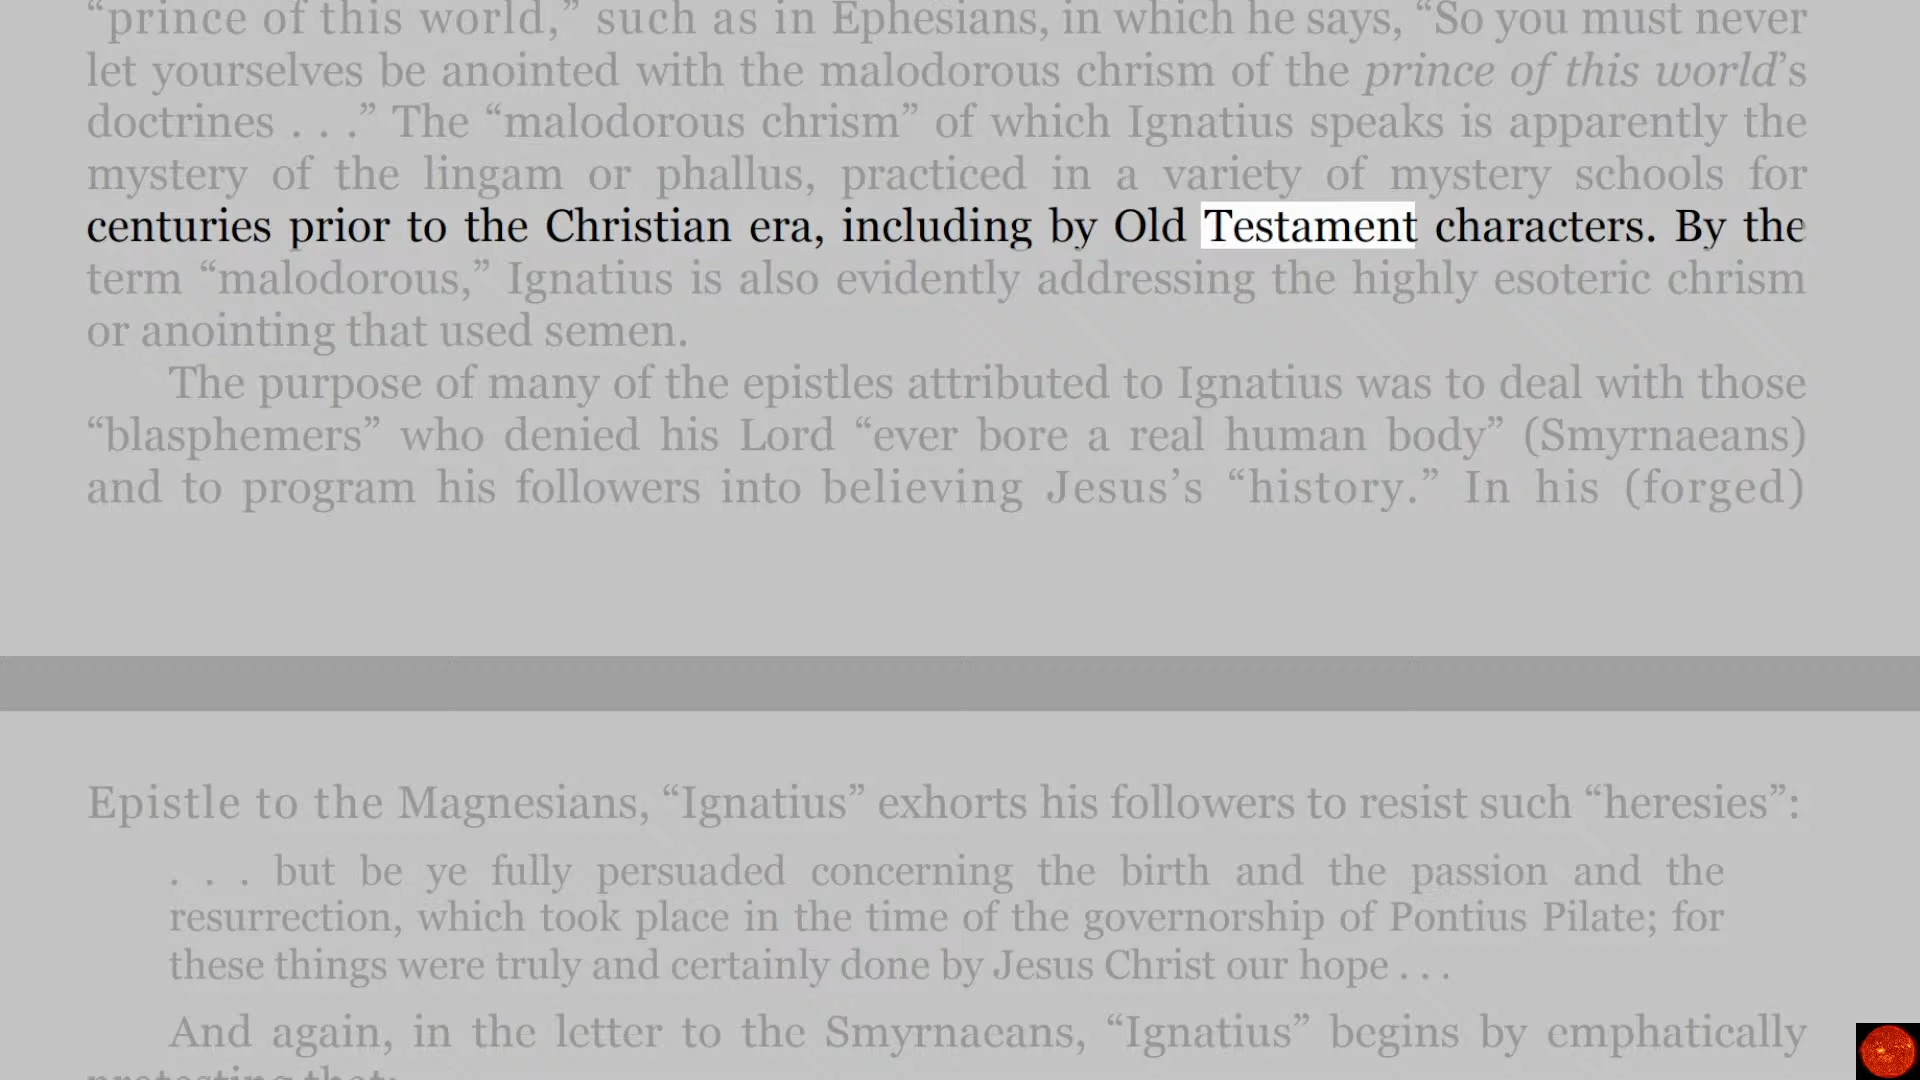 “prince of this world,” such as in Ephesians, in which he says, “So you must never
let yourselves be anointed with the malodorous chrism of the prince of this world’s
doctrines . . .” The “malodorous chrism” of which Ignatius speaks is apparently the
mystery of the lingam or phallus, practiced in a variety of mystery schools for
centuries prior to the Christian era, including by Old Testament characters. By the
term “malodorous,” Ignatius is also evidently addressing the highly esoteric chrism
or anointing that used semen.
The purpose of many of the epistles attributed to Ignatius was to deal with those
“blasphemers” who denied his Lord “ever bore a real human body” (Smyrnaeans)
and to program his followers into believing Jesus’s “history.” In his (forged)
Epistle to the Magnesians, “Ignatius” exhorts his followers to resist such “heresies”:
. . . but be ye fully persuaded concerning the birth and the passion and the
resurrection, which took place in the time of the governorship of Pontius Pilate; for
these things were truly and certainly done by Jesus Christ our hope . . .
And again, in the letter to the Smyrnaeans, “Ignatius” begins by emphatically
protesting that: